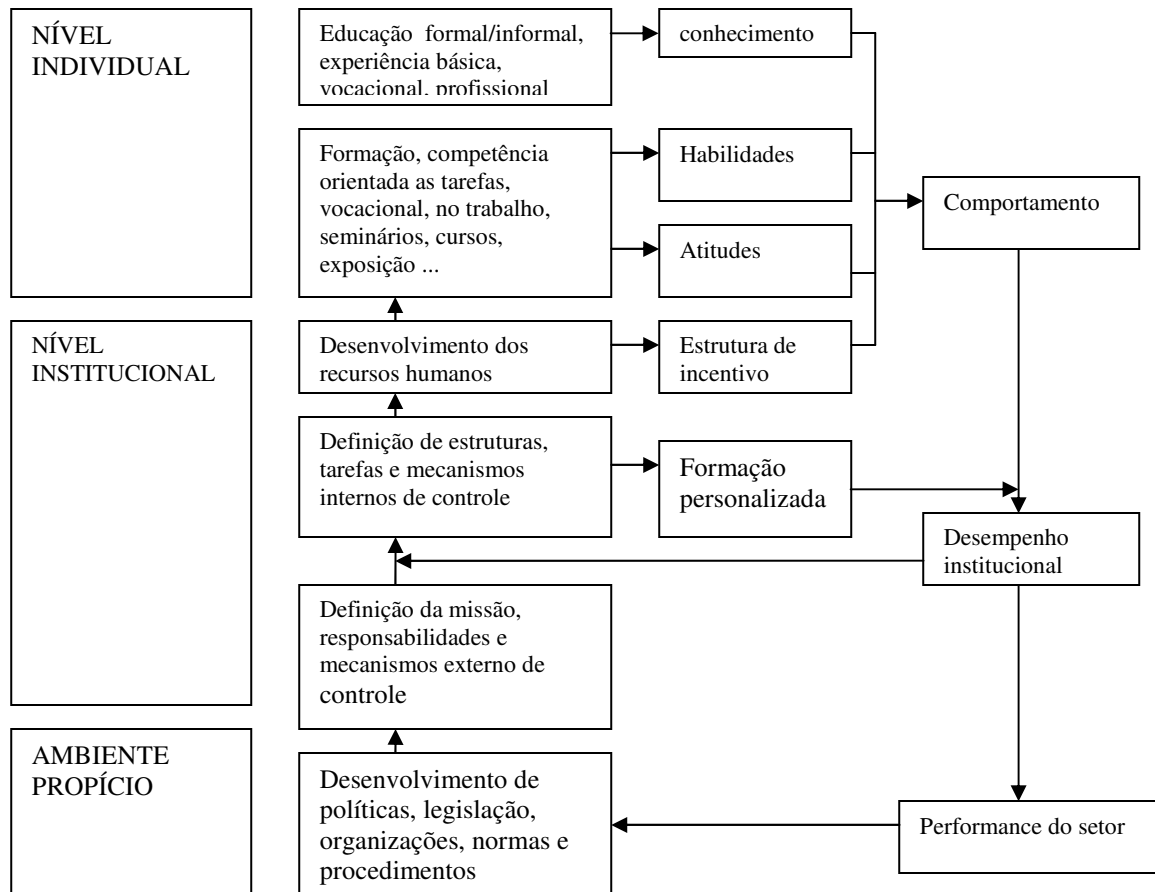 NÍVEL
INDIVIDUAL
Educação formal/informal,
experiência básica,
vocacional, profissional
conhecimento
Formação, competência
orientada as tarefas,
vocacional, no trabalho,
seminários, cursos,
exposição ...
Habilidades
Atitudes
Comportamento
NÍVEL
INSTITUCIONAL
Desenvolvimento dos
recursos humanos
Estrutura de
incentivo
Definição de estruturas,
tarefas e mecanismos
internos de controle
Formação
personalizada
Desempenho
institucional
Definição da missão,
responsabilidades e
mecanismos externo de
controle
AMBIENTE
PROPÍCIO
Desenvolvimento de
políticas, legislação,
organizações, normas e
procedimentos
Performance do setor